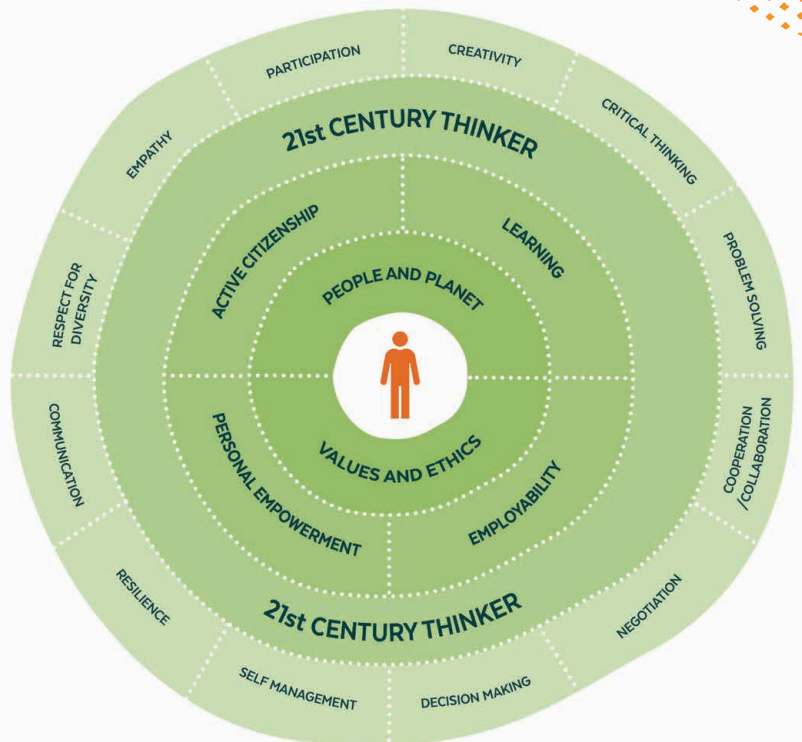 PARTICIPATION
CREATIVITY
CRITICAL THINKING
PROBLEM SOLVING
COOPERATION
/COLLABORATION
NEGOTIATION
DECISION MAKING
SELF MANAGEMENT
RESILIENCE
COMMUNICATION
RESPECT FOR
DIVERSITY
EMPATHY
21st CENTURY THINKER
ACTIVE CITIZENSHIP
LEARNING
EMPLOYABILITY
PERSONAL EMPOWERMENT
PEOPLE AND PLANET
VALUES AND ETHICS
21st CENTURY THINKER